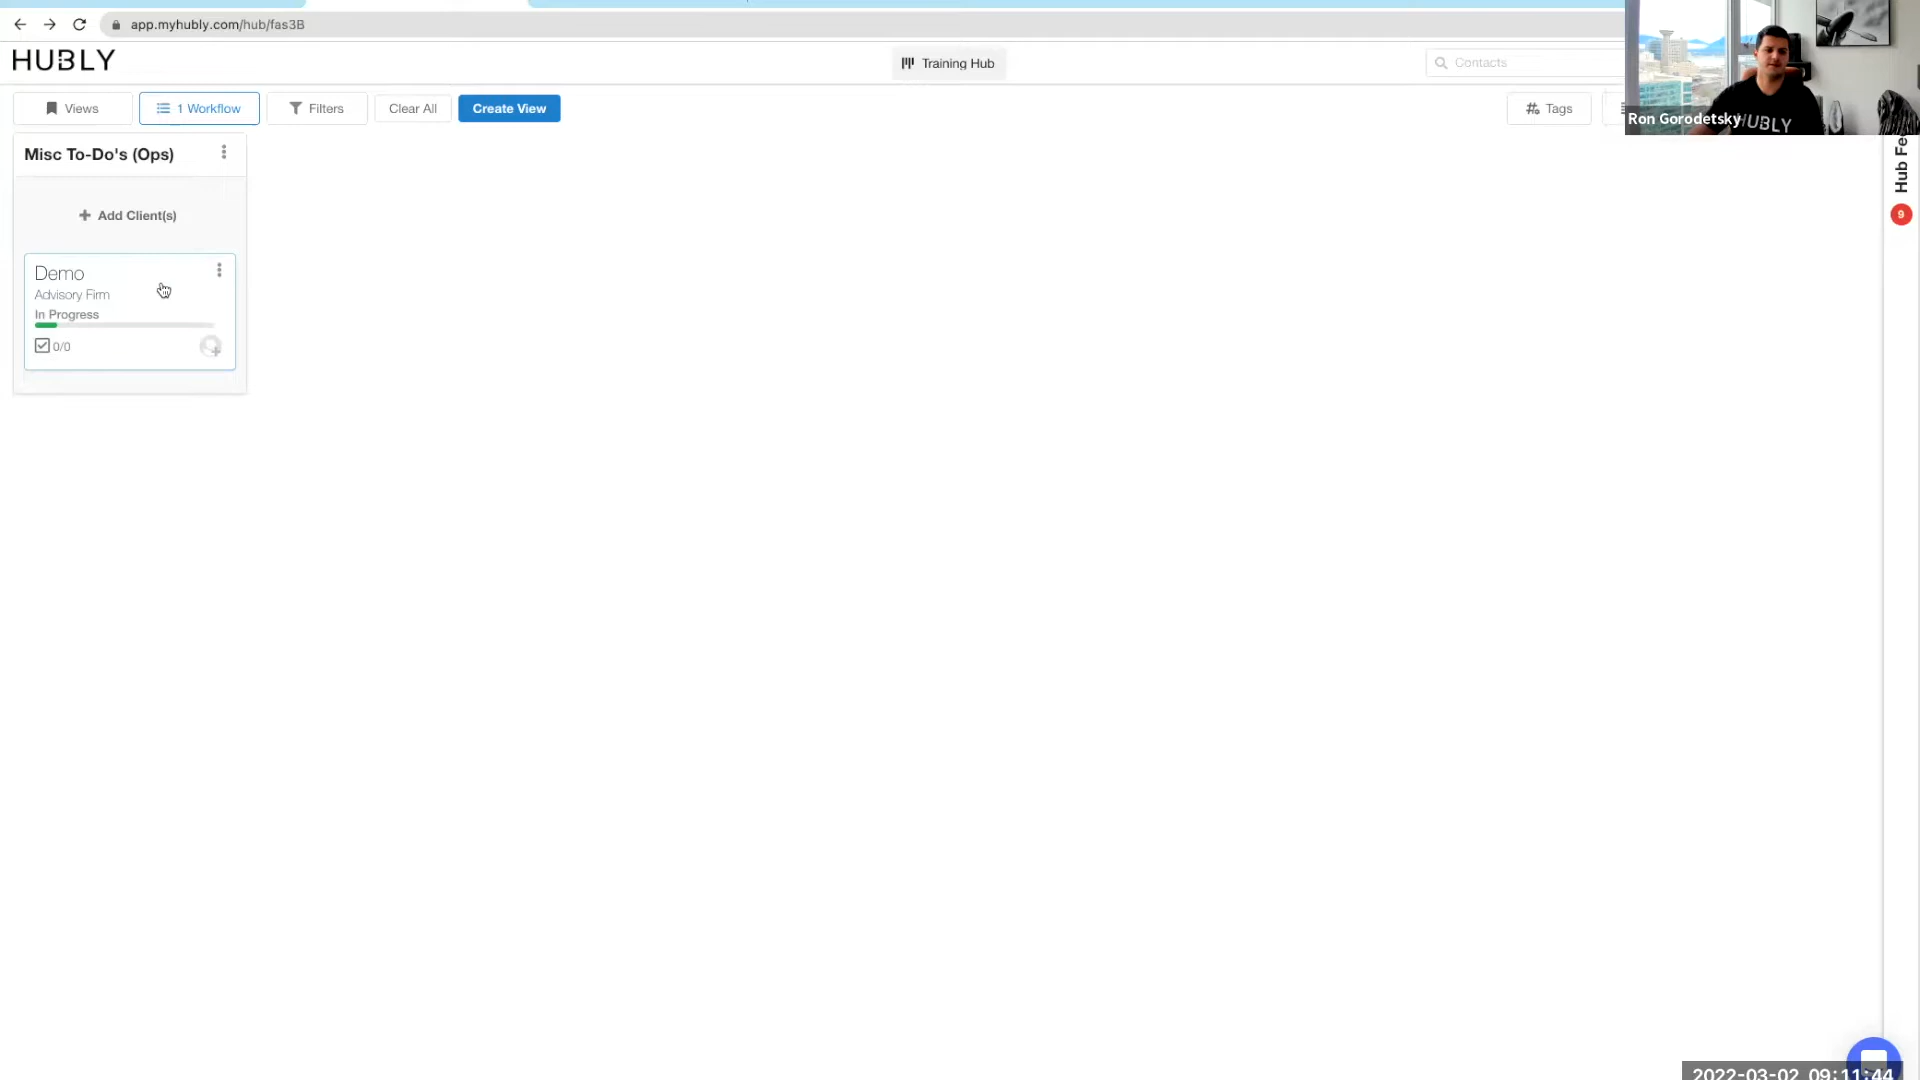 app.myhubly.com/hub/fas3B
HUBLY
Training Hub
Contacts
Views
1 Workflow
Filters
Clear All
Create View
Tags
Ron Gorodetsky
HUBLY
Misc To-Do's (Ops)
Hub Fe
9
+ Add Client(s)
Demo
Advisory Firm
In Progress
0/0
2022-03-02 09:11:44